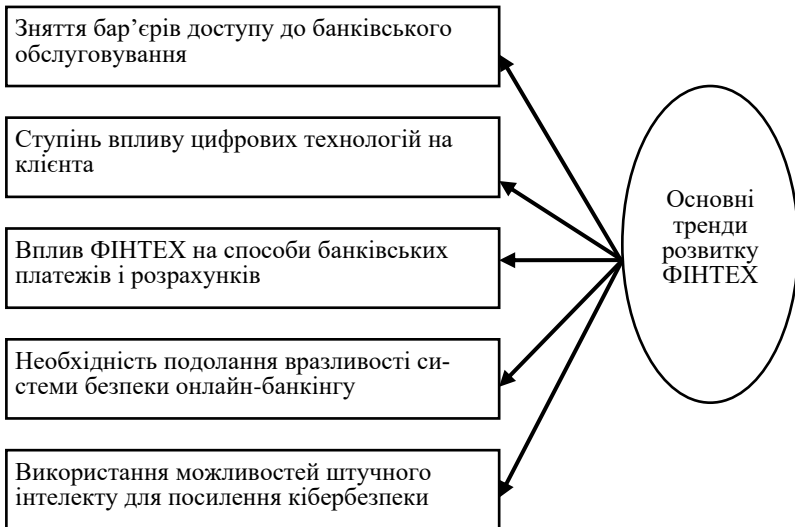 Зняття бар’єрів доступу до банківського
обслуговування
Ступінь впливу цифрових технологій на
клієнта
Вплив ФІНТЕХ на способи банківських
платежів і розрахунків
Необхідність подолання вразливості си-
стеми безпеки онлайн-банкінгу
Використання можливостей штучного
інтелекту для посилення кібербезпеки
Основні
тренди
розвитку
ФІНТЕХ